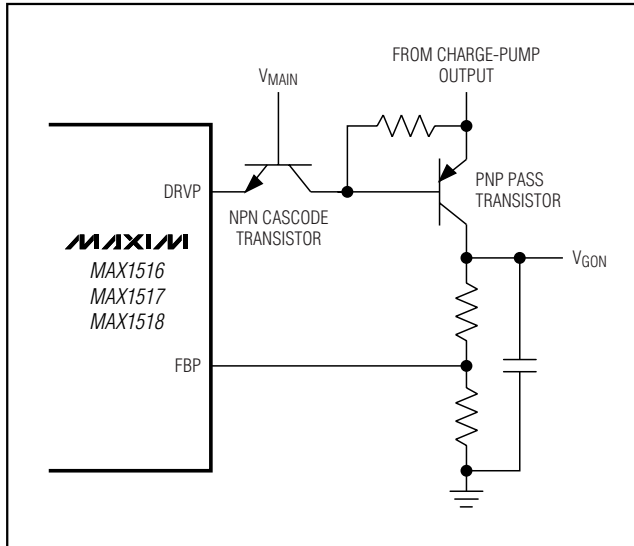 FROM CHARGE-PUMP
OUTPUT
VMAIN
PNP PASS
TRANSISTOR
DRVP
NPN CASCODE
TRANSISTOR
MAXIM
MAX1516
MAX1517
MAX1518
VGON
FBP